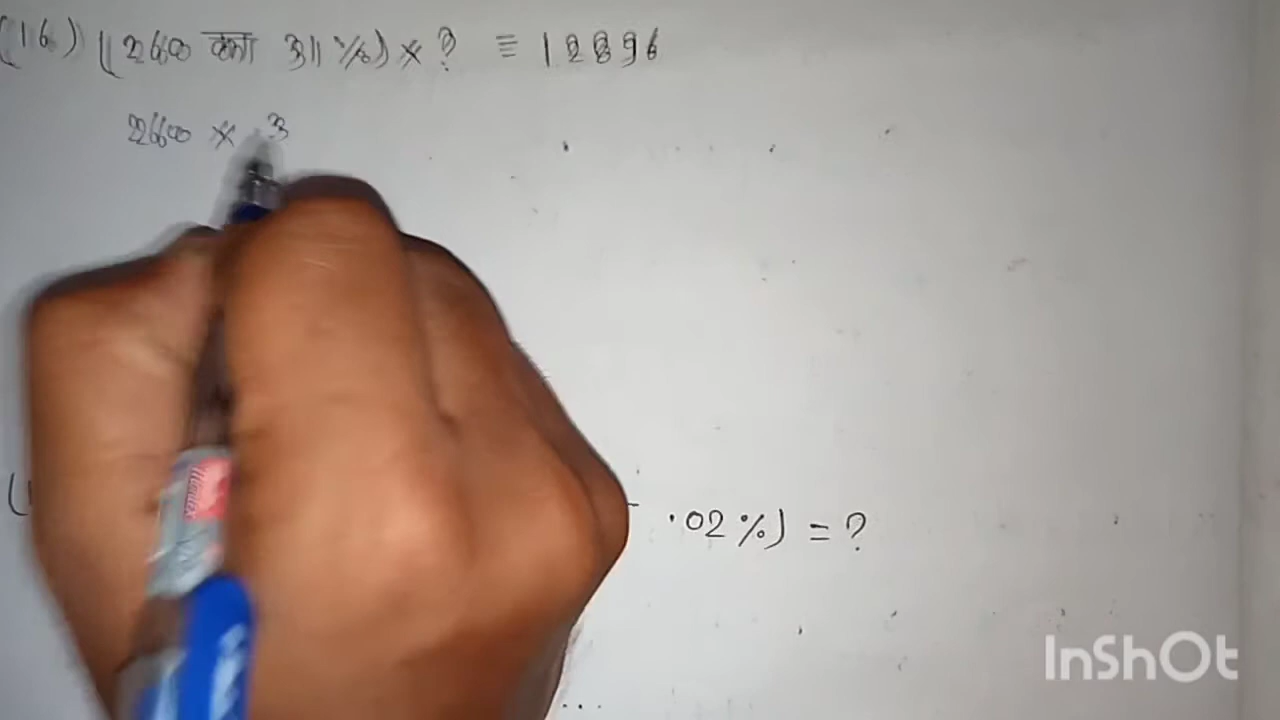 (16) (2600 का 31%) × ? = 12896
2600 × 3
.02%) = ?
InShOt